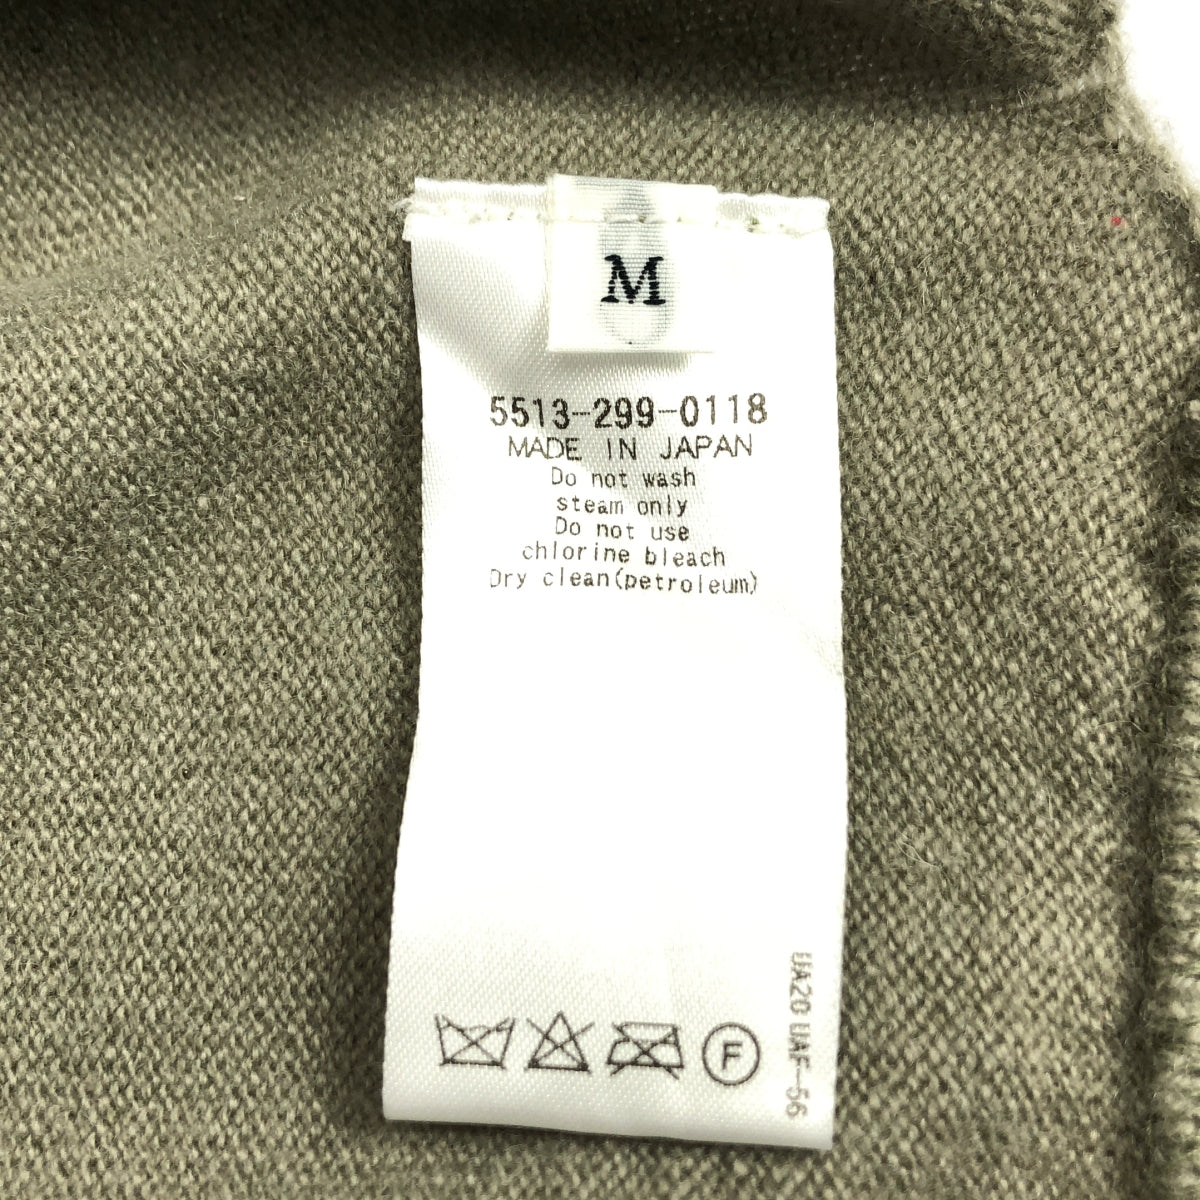 M
5513-299-0118
MADE IN JAPAN
Do not wash
steam only
Do not use
chlorine bleach
Dry clean(petroleum)
F
UA20 UAF-56